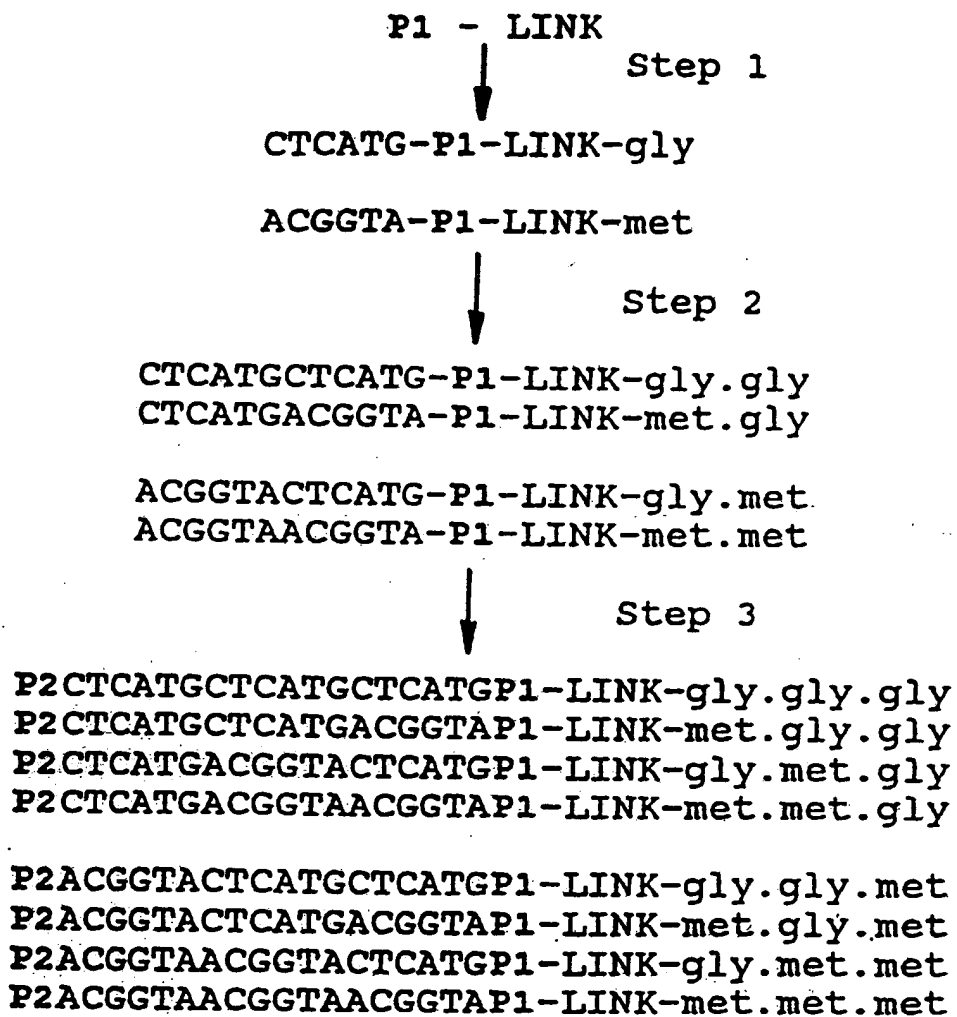 P1 - LINK
Step 1
CTCATG-P1-LINK-gly
ACGGTA-P1-LINK-met
Step 2
CTCATGCTCATG-P1-LINK-gly.gly
CTCATGACGGTA-P1-LINK-met.gly
ACGGTACTCATG-P1-LINK-gly.met
ACGGTAACGGTA-P1-LINK-met.met
Step 3
P2CTCATGCTCATGCTCATGP1-LINK-gly.gly.gly
P2CTCATGCTCATGACGGTAP1-LINK-met.gly.gly
P2CTCATGACGGTACTCATGP1-LINK-gly.met.gly
P2CTCATGACGGTAACGGTAP1-LINK-met.met.gly
P2ACGGTACTCATGCTCATGP1-LINK-gly.gly.met
P2ACGGTACTCATGACGGTAP1-LINK-met.gly.met
P2ACGGTAACGGTACTCATGP1-LINK-gly.met.met
P2ACGGTAACGGTAACGGTAP1-LINK-met.met.met